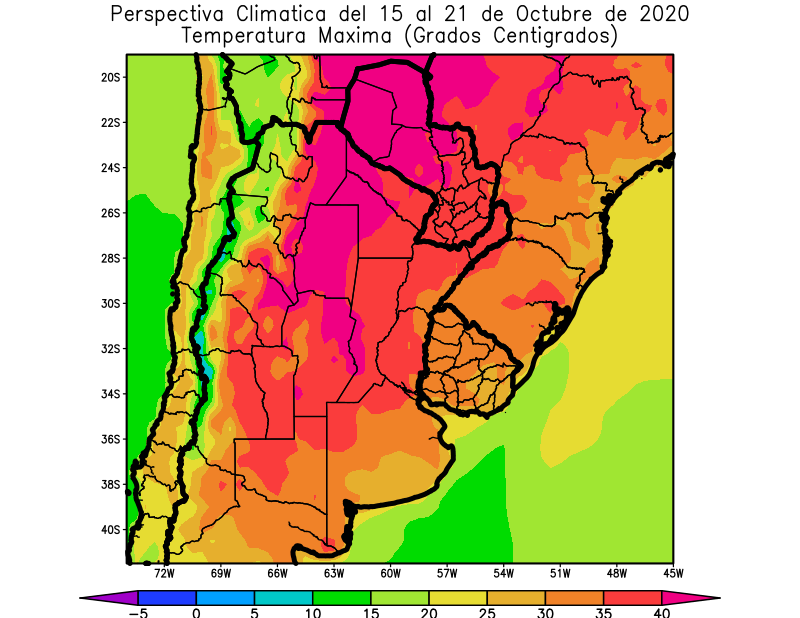 Perspectiva Climatica del 15 al 21 de Octubre de 2020
Temperatura Maxima (Grados Centigrados)
20S
22S
24S
26S
28S
30S
32S
34S
36S
38S
40S
72W 69W 66W 63W 60W 57W 54W 51W 48W 45W
-5 0 5 10 15 20 25 30 35 40